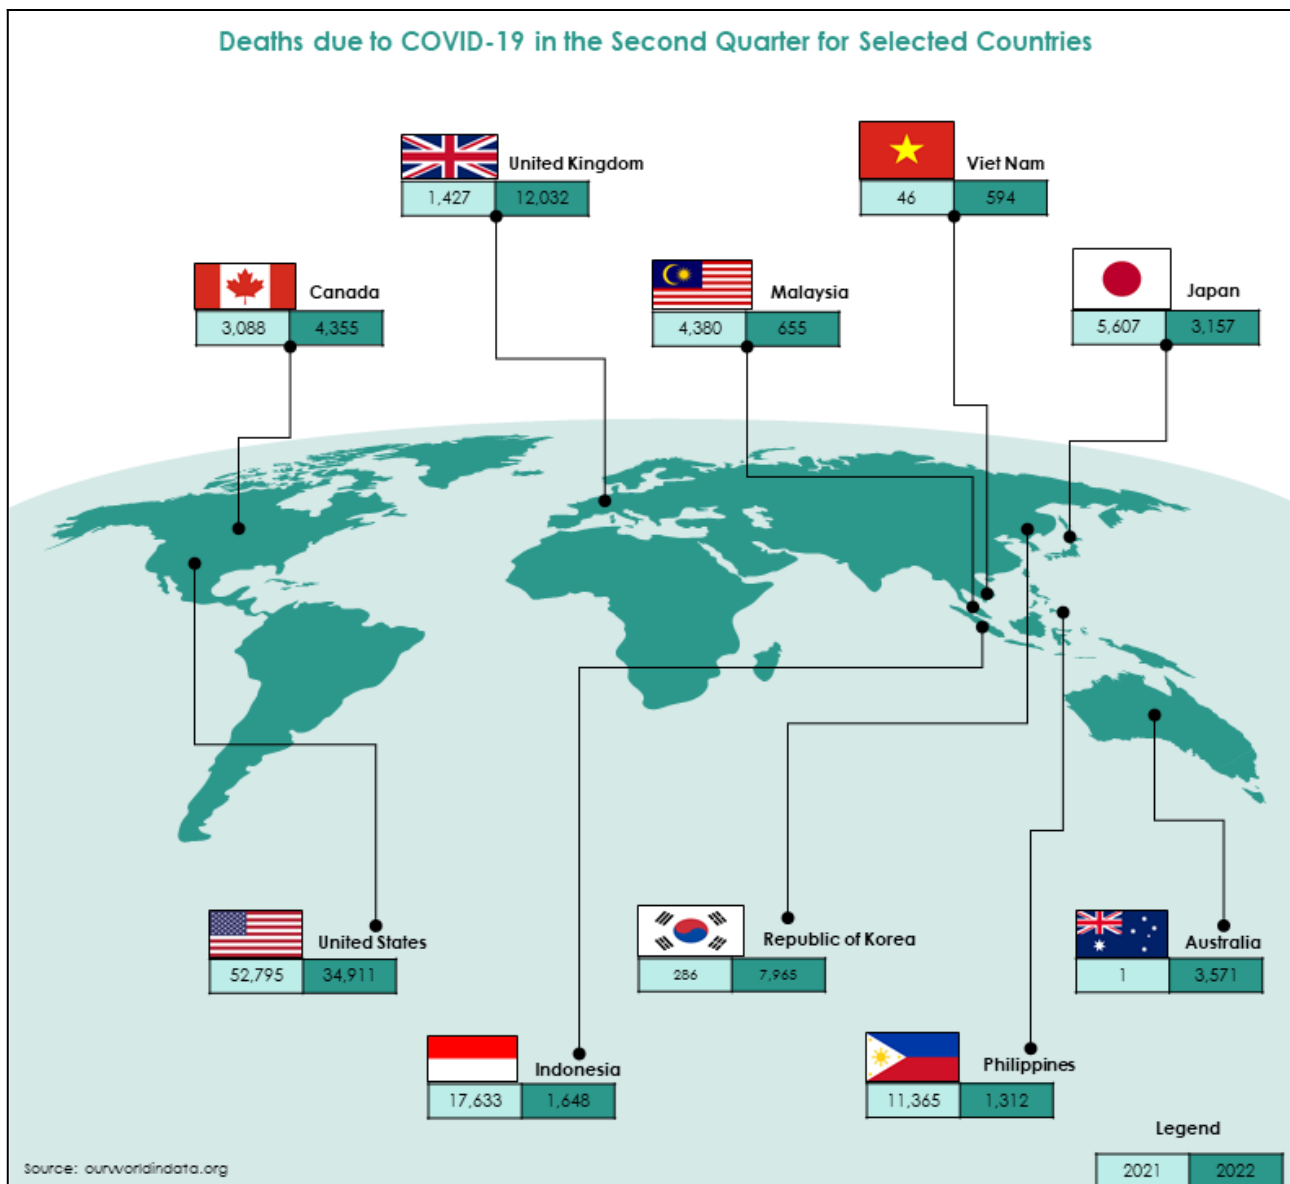 Deaths due to COVID-19 in the Second Quarter for Selected Countries
United Kingdom
1,427 12,032
Viet Nam
46 594
Canada
3,088 4,355
Malaysia
4,380 655
Japan
5,607 3,157
United States
52,795 34,911
Republic of Korea
286 7,965
Australia
1 3,571
Indonesia
17,633 1,648
Philippines
11,365 1,312
Legend
2021 2022
Source: ourworldindata.org